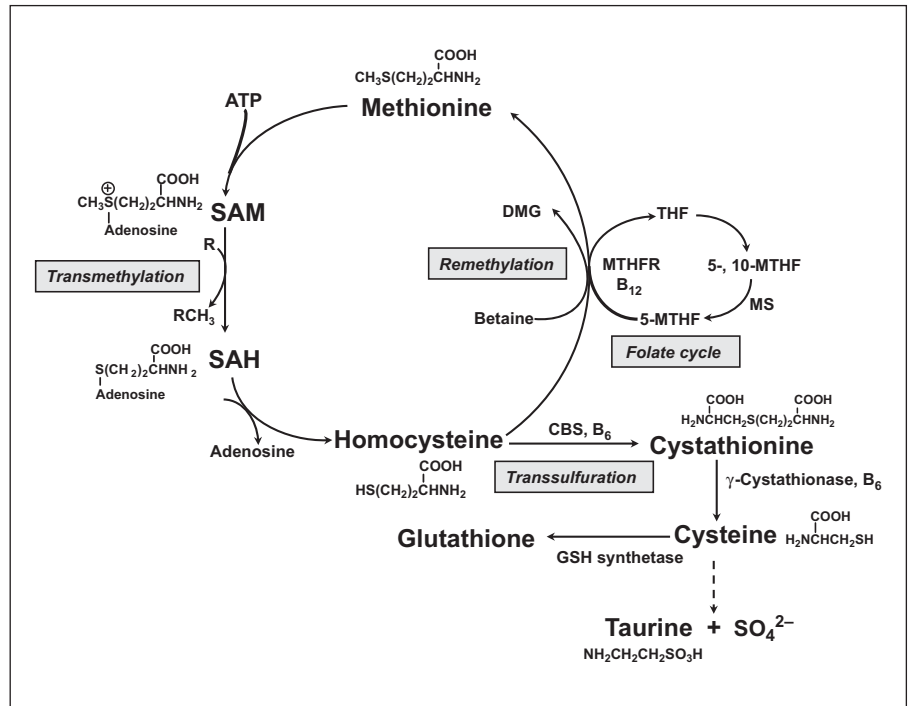 COOH
CH₃S(CH₂)₂CHNH₂
ATP
Methionine
COOH
⊕
CH₃S(CH₂)₂CHNH₂
Adenosine
SAM
R
DMG
THF
Transmethylation
Remethylation
MTHFR
B₁₂
5-, 10-MTHF
MS
RCH₃
Betaine
5-MTHF
Folate cycle
COOH
S(CH₂)₂CHNH₂
Adenosine
SAH
COOH
COOH
H₂NCHCH₂S(CH₂)₂CHNH₂
Adenosine
Homocysteine
CBS, B₆
Cystathionine
COOH
HS(CH₂)₂CHNH₂
Transsulfuration
γ-Cystathionase, B₆
COOH
Glutathione
GSH synthetase
Cysteine
H₂NCHCH₂SH
Taurine + SO₄²⁻
NH₂CH₂CH₂SO₃H